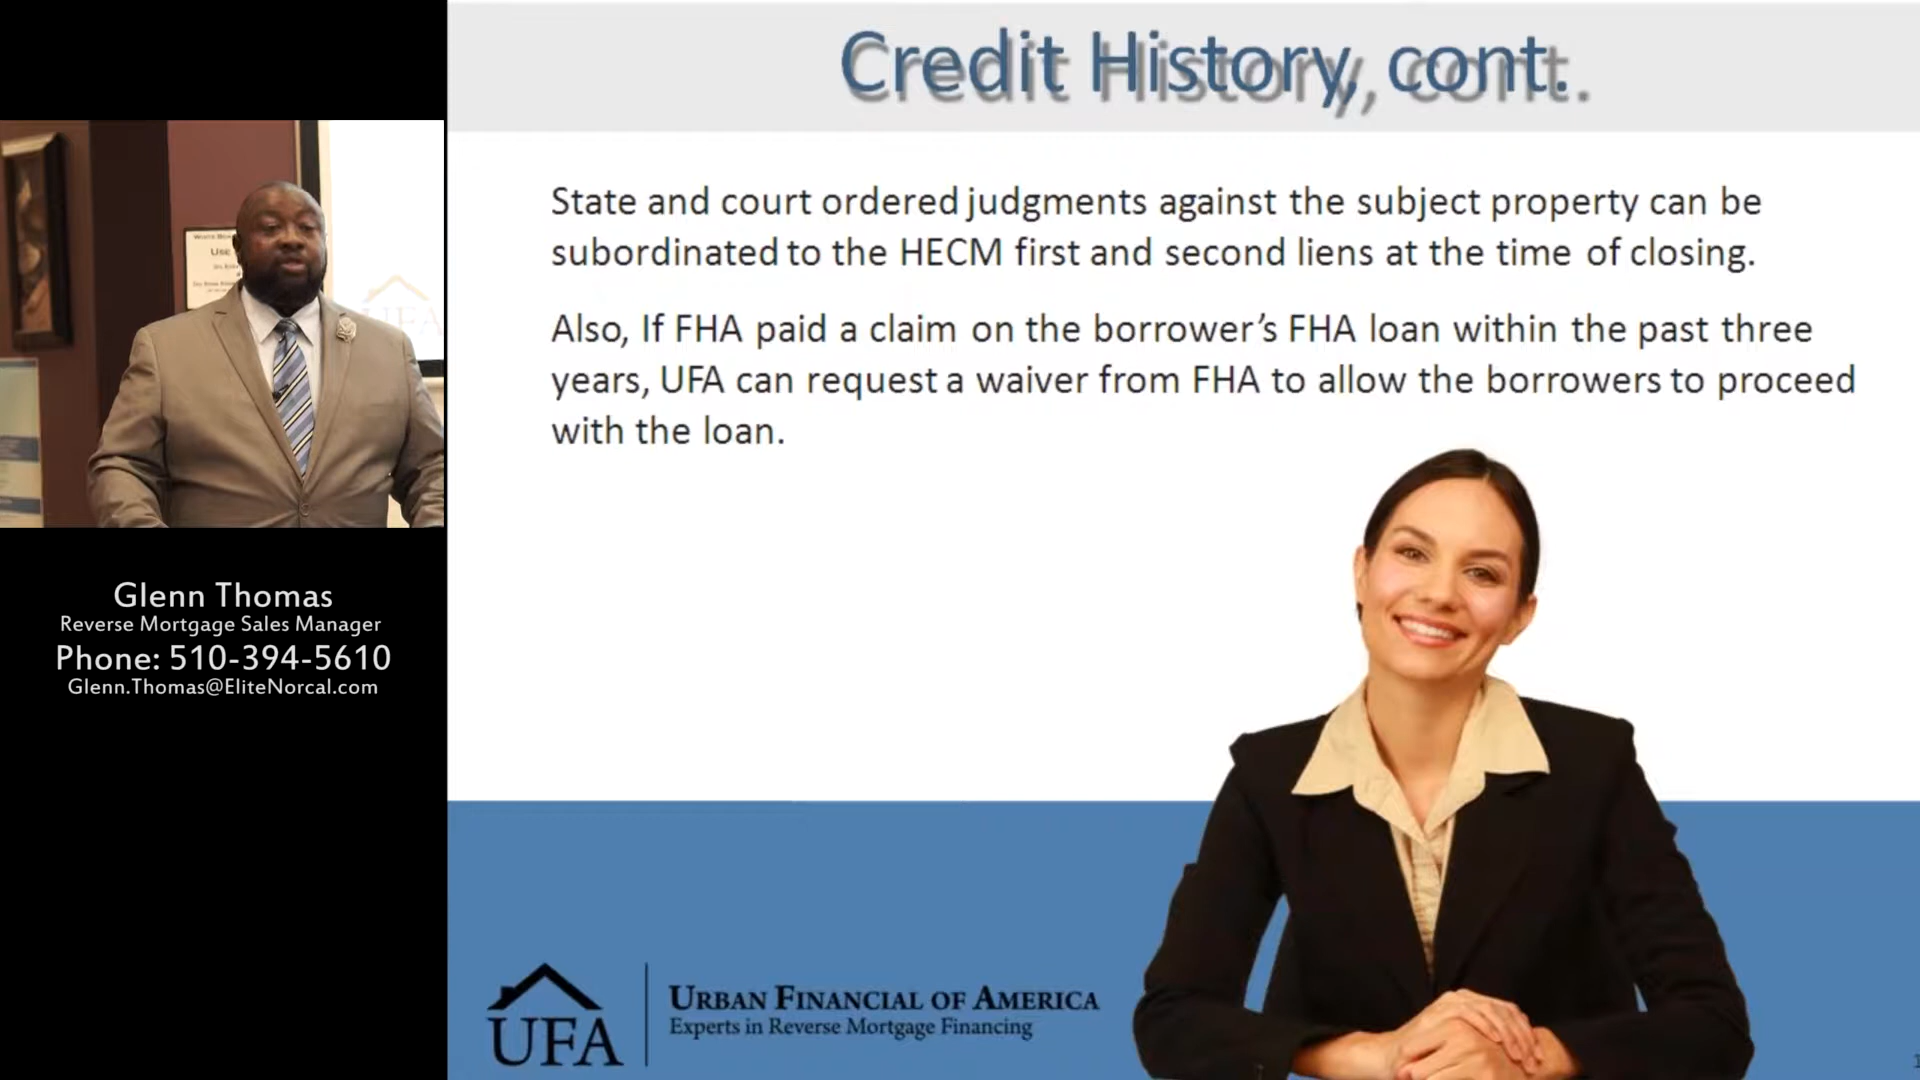 Credit History, cont.
State and court ordered judgments against the subject property can be
subordinated to the HECM first and second liens at the time of closing.
Also, If FHA paid a claim on the borrower’s FHA loan within the past three
years, UFA can request a waiver from FHA to allow the borrowers to proceed
with the loan.
UFA
Glenn Thomas
Reverse Mortgage Sales Manager
Phone: 510-394-5610
Glenn.Thomas@EliteNorcal.com
UFA
URBAN FINANCIAL OF AMERICA
Experts in Reverse Mortgage Financing